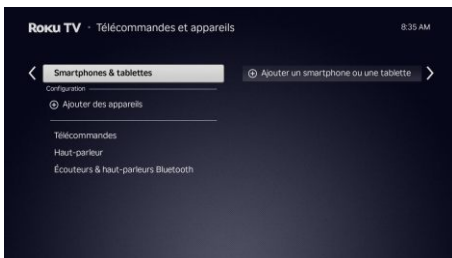 Roku TV · Télécommandes et appareils
8:35 AM
Smartphones & tablettes
Ajouter un smartphone ou une tablette
Configuration
Ajouter des appareils
Télécommandes
Haut-parleur
Écouteurs & haut-parleurs Bluetooth